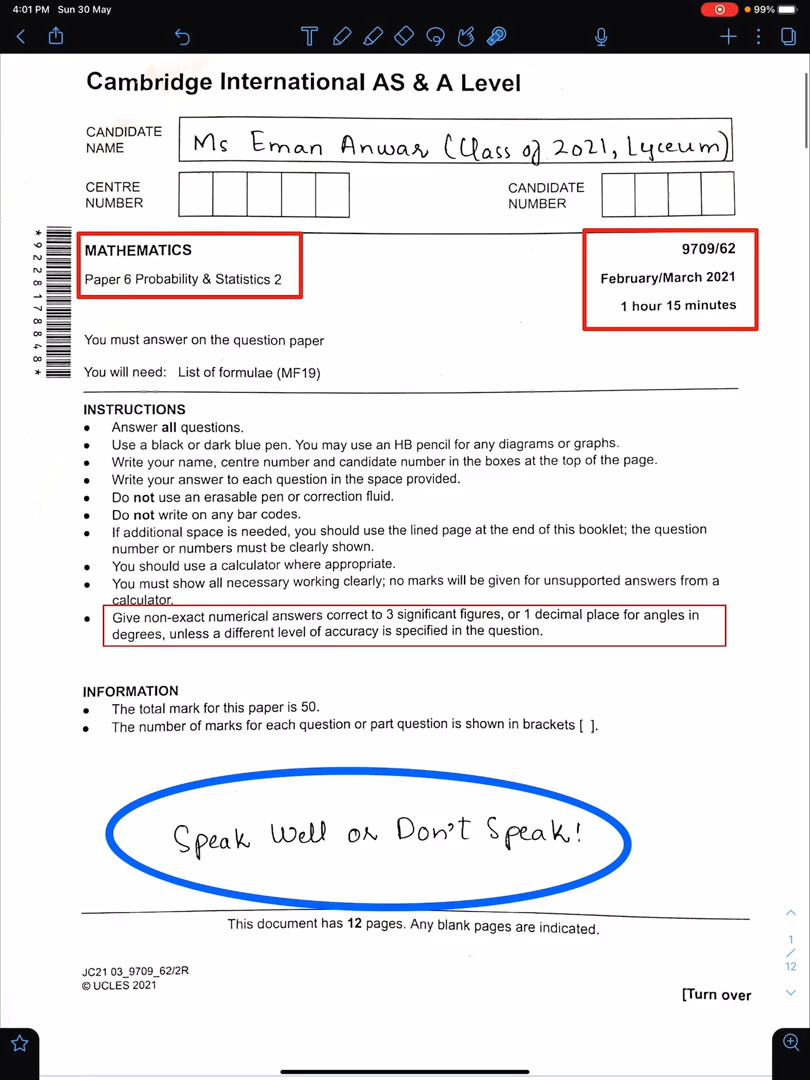 4:01 PM Sun 30 May
99%
Cambridge International AS & A Level
CANDIDATE
NAME
Ms Eman Anwar (Class of 2021, Lyceum)
CENTRE
NUMBER
CANDIDATE
NUMBER
*9228178848*
MATHEMATICS
9709/62
Paper 6 Probability & Statistics 2
February/March 2021
1 hour 15 minutes
You must answer on the question paper
You will need: List of formulae (MF19)
INSTRUCTIONS
● Answer all questions.
● Use a black or dark blue pen. You may use an HB pencil for any diagrams or graphs.
● Write your name, centre number and candidate number in the boxes at the top of the page.
● Write your answer to each question in the space provided.
● Do not use an erasable pen or correction fluid.
● Do not write on any bar codes.
● If additional space is needed, you should use the lined page at the end of this booklet; the question
number or numbers must be clearly shown.
● You should use a calculator where appropriate.
● You must show all necessary working clearly; no marks will be given for unsupported answers from a
calculator.
● Give non-exact numerical answers correct to 3 significant figures, or 1 decimal place for angles in
degrees, unless a different level of accuracy is specified in the question.
INFORMATION
● The total mark for this paper is 50.
● The number of marks for each question or part question is shown in brackets [ ].
Speak Well or Don't Speak!
This document has 12 pages. Any blank pages are indicated.
1
/
12
JC21 03_9709_62/2R
© UCLES 2021
[Turn over